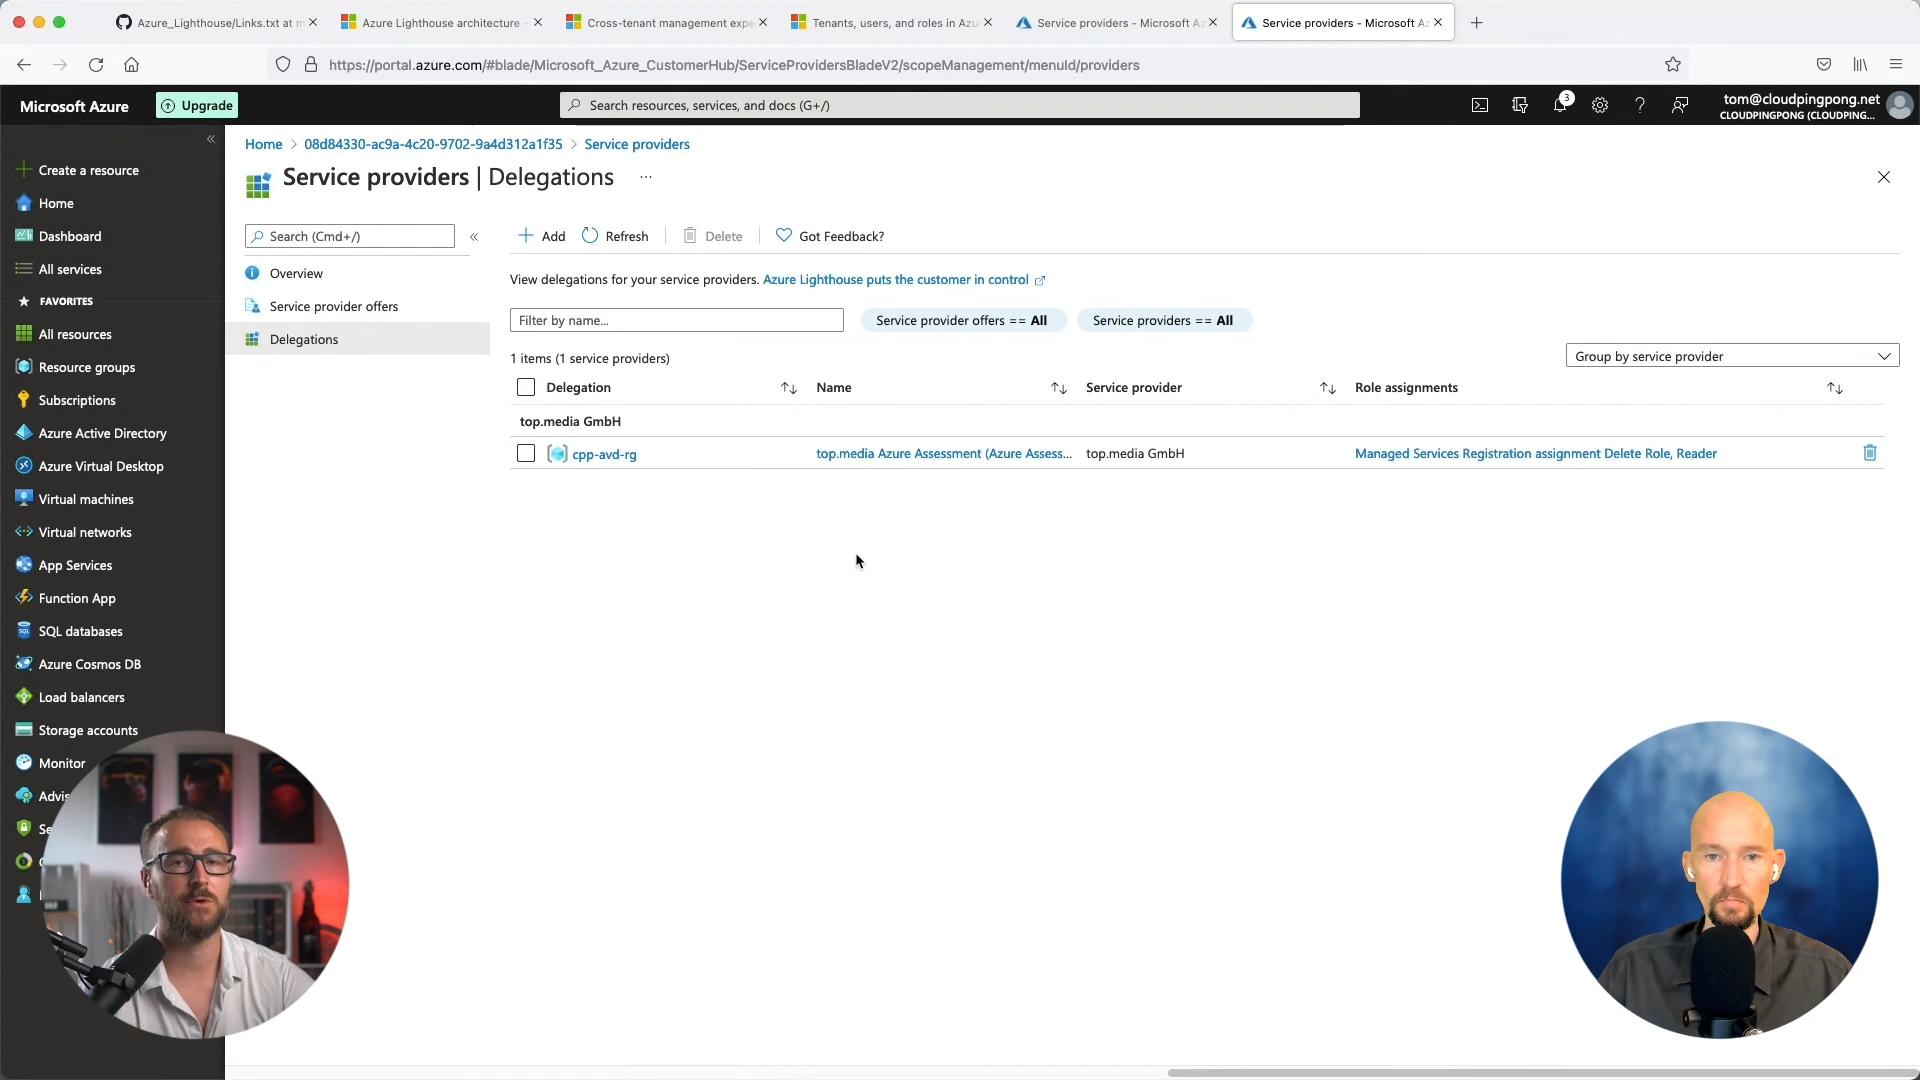 Azure_Lighthouse/Links.txt at m
Azure Lighthouse architecture -
Cross-tenant management expe
Tenants, users, and roles in Azu
Service providers - Microsoft Az
Service providers - Microsoft Az
https://portal.azure.com/#blade/Microsoft_Azure_CustomerHub/ServiceProvidersBladeV2/scopeManagement/menuId/providers
Microsoft Azure
Upgrade
Search resources, services, and docs (G+/)
3
tom@cloudpingpong.net
CLOUDPINGPONG (CLOUDPING...
«
Create a resource
Home
Dashboard
All services
FAVORITES
All resources
Resource groups
Subscriptions
Azure Active Directory
Azure Virtual Desktop
Virtual machines
Virtual networks
App Services
Function App
SQL databases
Azure Cosmos DB
Load balancers
Storage accounts
Monitor
Advis
Se
Home > 08d84330-ac9a-4c20-9702-9a4d312a1f35 > Service providers
Service providers | Delegations ...
Search (Cmd+/)
«
Overview
Service provider offers
Delegations
Add
Refresh
Delete
Got Feedback?
View delegations for your service providers. Azure Lighthouse puts the customer in control
Filter by name...
Service provider offers == All
Service providers == All
1 items (1 service providers)
Group by service provider
Delegation
Name
Service provider
Role assignments
top.media GmbH
cpp-avd-rg
top.media Azure Assessment (Azure Assess...
top.media GmbH
Managed Services Registration assignment Delete Role, Reader